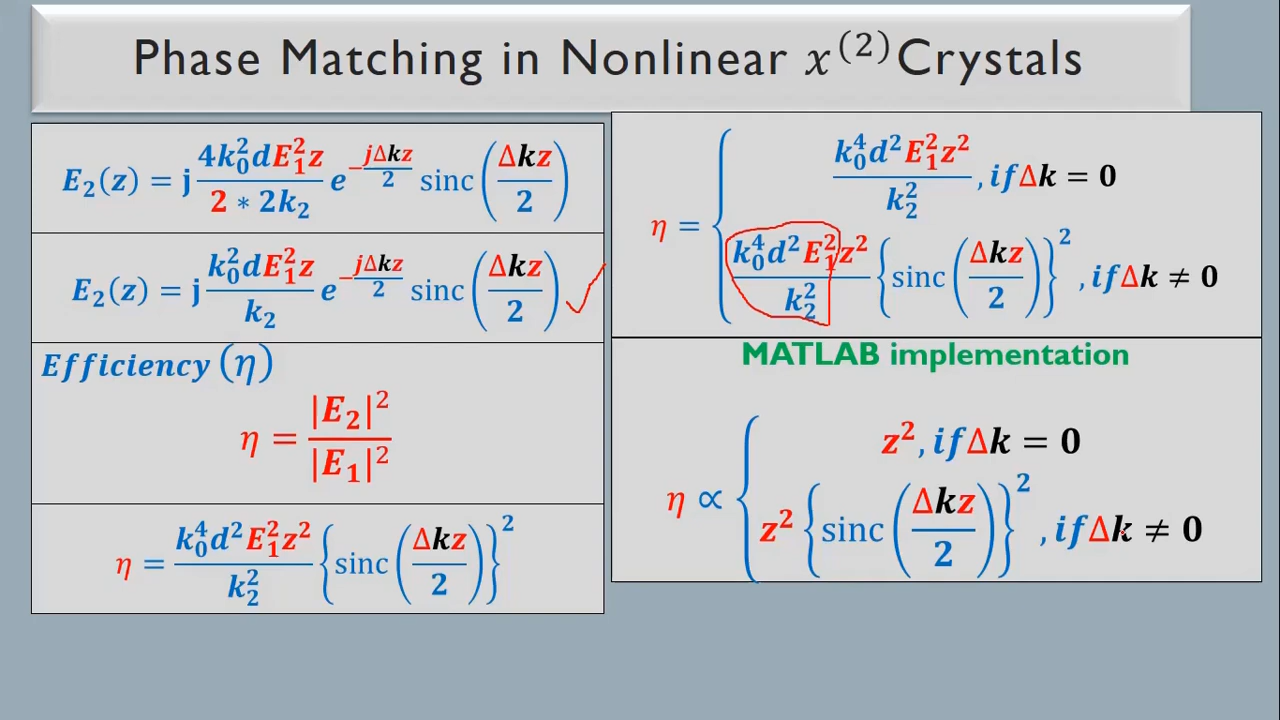 Phase Matching in Nonlinear x^(2) Crystals
E₂(z) = j (4k₀²dE₁²z)/(2 * 2k₂) e^(−jΔkz/2) sinc(Δkz/2)
E₂(z) = j (k₀²dE₁²z)/(k₂) e^(−jΔkz/2) sinc(Δkz/2)
Efficiency (η)
η = |E₂|²/|E₁|²
η = (k₀⁴d²E₁²z²)/(k₂²) {sinc(Δkz/2)}²
η = { (k₀⁴d²E₁²z²)/(k₂²), if Δk = 0
(k₀⁴d²E₁²z²)/(k₂²) {sinc(Δkz/2)}², if Δk ≠ 0
MATLAB implementation
η ∝ { z², if Δk = 0
z² {sinc(Δkz/2)}², if Δk ≠ 0